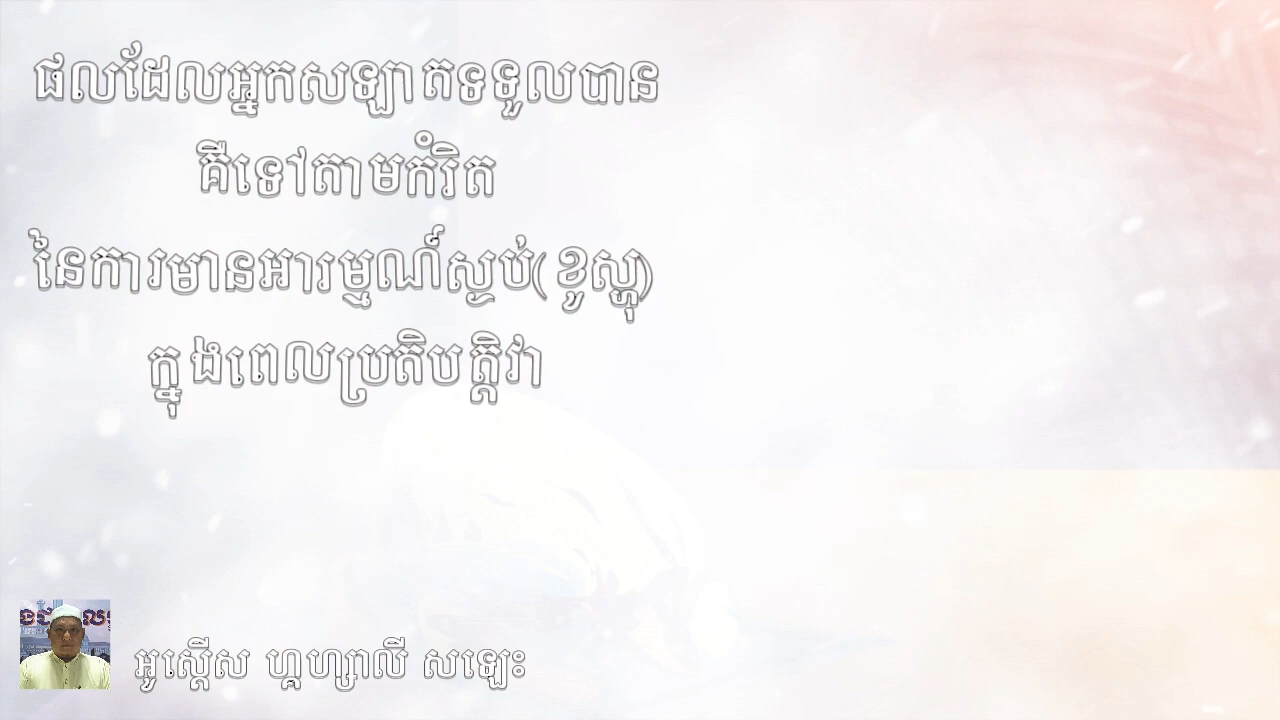 ផលដែលអ្នកសឡាតទទួលបាន
គឺទៅតាមកំរិត
នៃការមានអារម្មណ៍ស្ងប់(ខូស្ហុ)
ក្នុងពេលប្រតិបត្តិវា
អូស្តើស ហ្គហ្សាលី សឡេះ